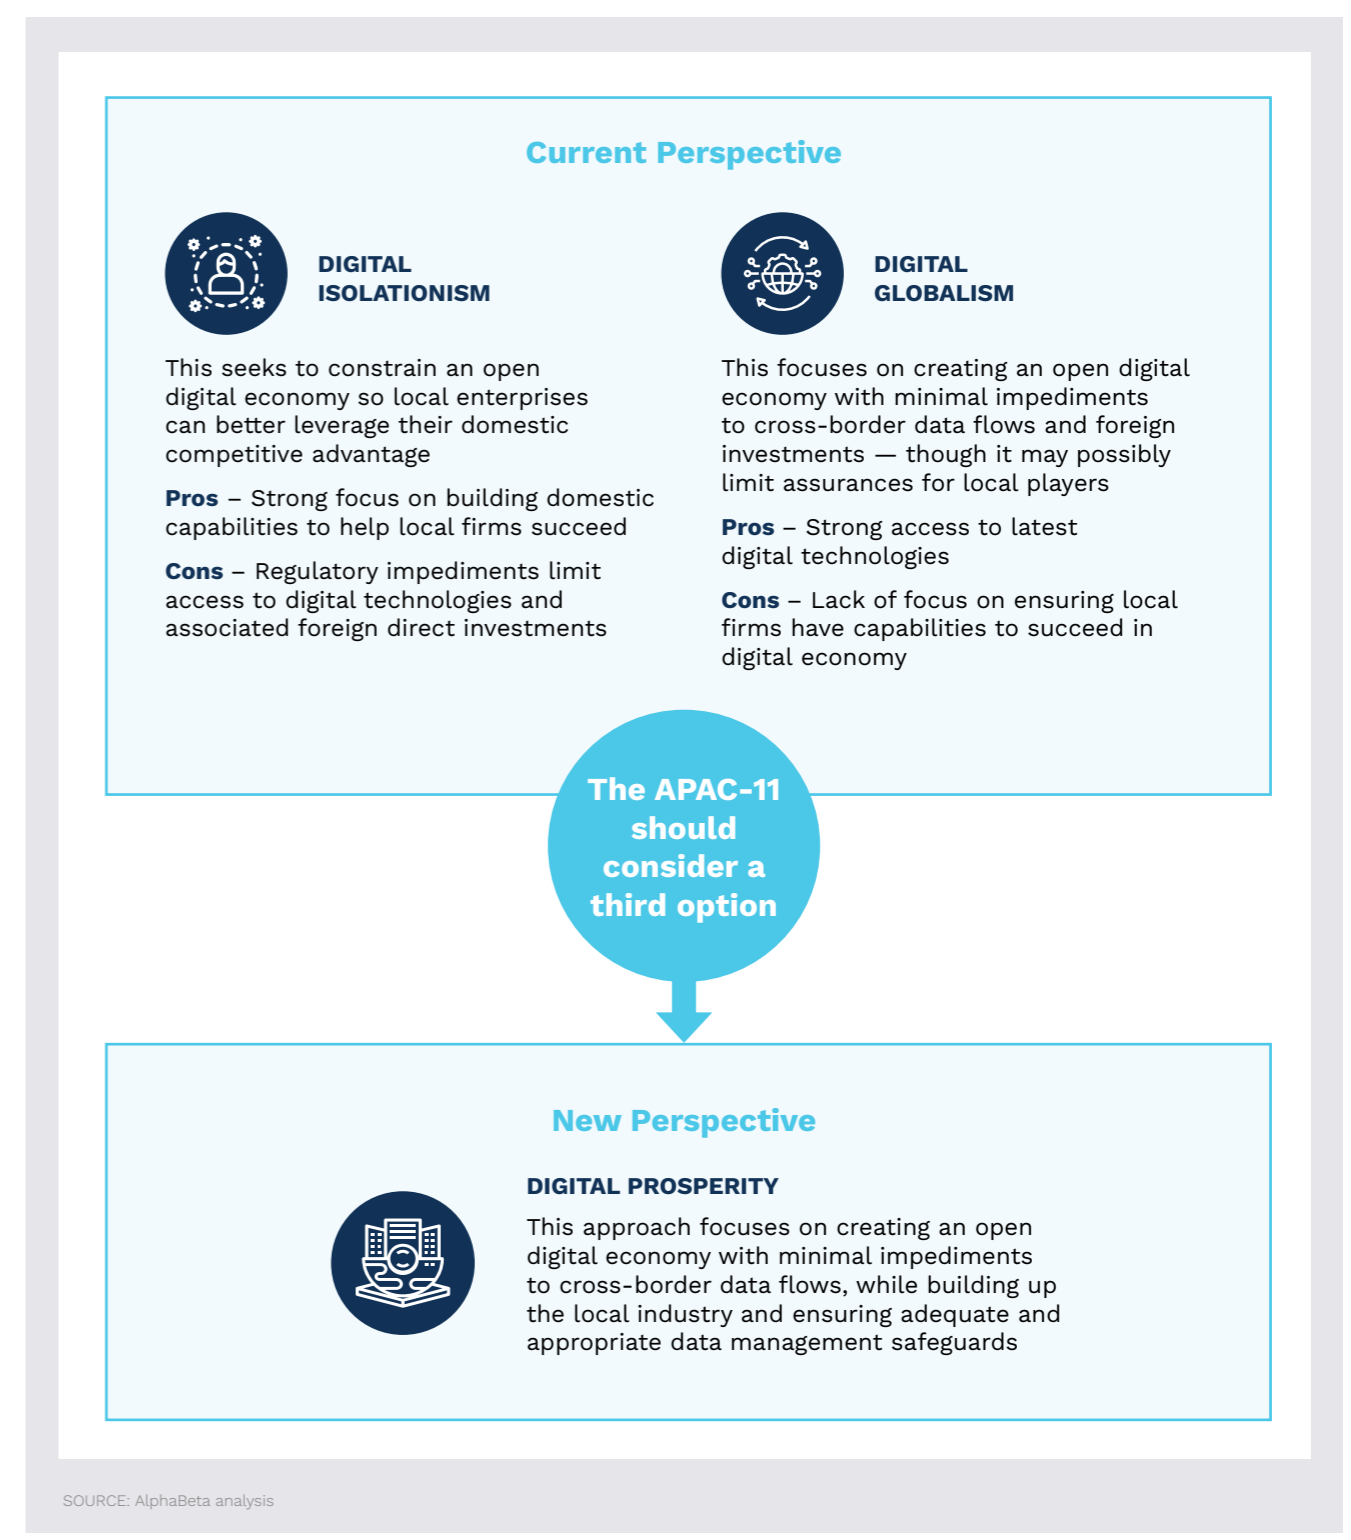 Current Perspective
DIGITAL
ISOLATIONISM
This seeks to constrain an open
digital economy so local enterprises
can better leverage their domestic
competitive advantage
Pros – Strong focus on building domestic
capabilities to help local firms succeed
Cons – Regulatory impediments limit
access to digital technologies and
associated foreign direct investments
DIGITAL
GLOBALISM
This focuses on creating an open digital
economy with minimal impediments
to cross-border data flows and foreign
investments — though it may possibly
limit assurances for local players
Pros – Strong access to latest
digital technologies
Cons – Lack of focus on ensuring local
firms have capabilities to succeed in
digital economy
The APAC-11
should
consider a
third option
New Perspective
DIGITAL PROSPERITY
This approach focuses on creating an open
digital economy with minimal impediments
to cross-border data flows, while building up
the local industry and ensuring adequate and
appropriate data management safeguards
SOURCE: AlphaBeta analysis